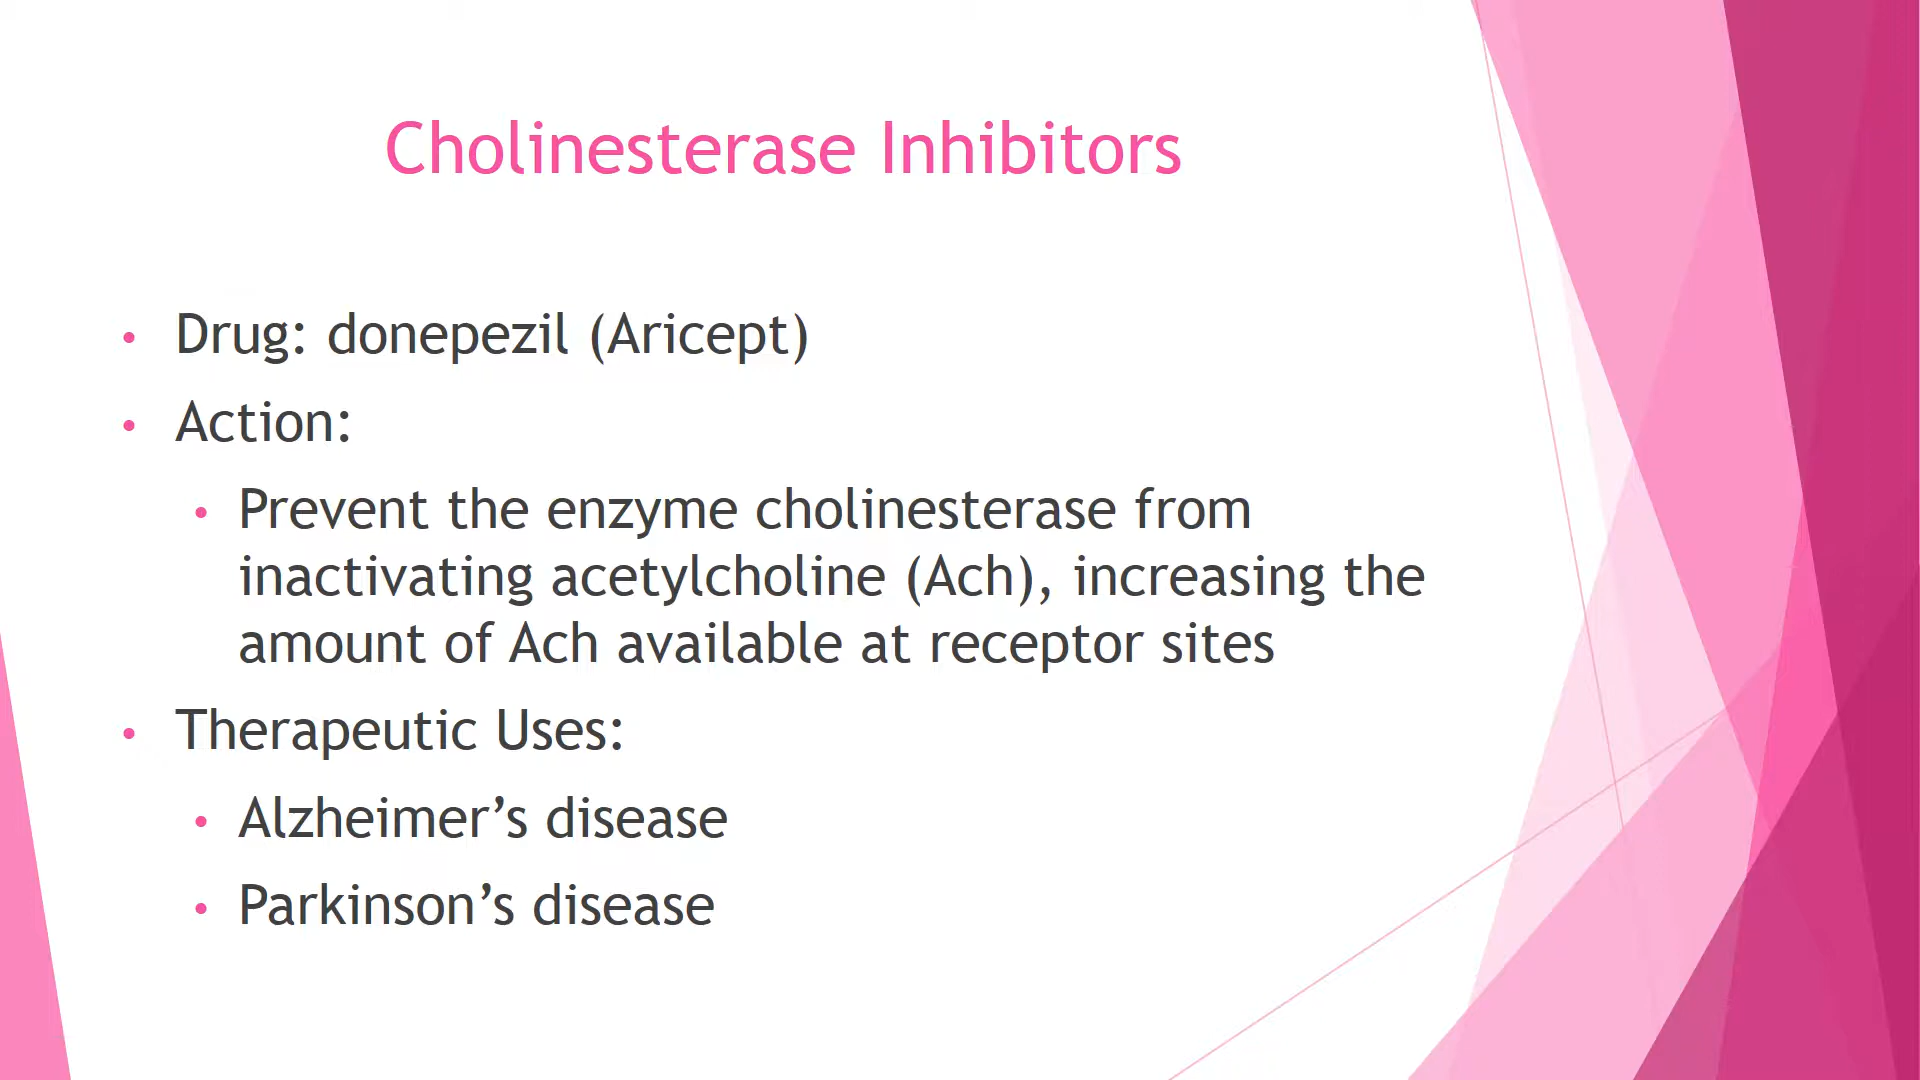 Cholinesterase Inhibitors
• Drug: donepezil (Aricept)
• Action:
• Prevent the enzyme cholinesterase from
inactivating acetylcholine (Ach), increasing the
amount of Ach available at receptor sites
• Therapeutic Uses:
• Alzheimer’s disease
• Parkinson’s disease